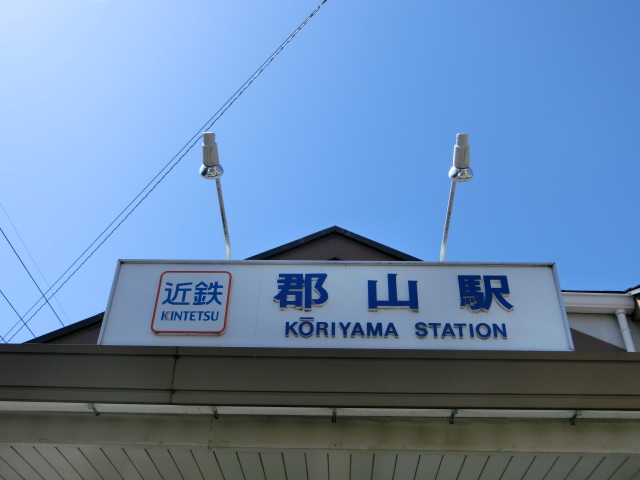 近鉄
KINTETSU
郡山駅
KŌRIYAMA STATION